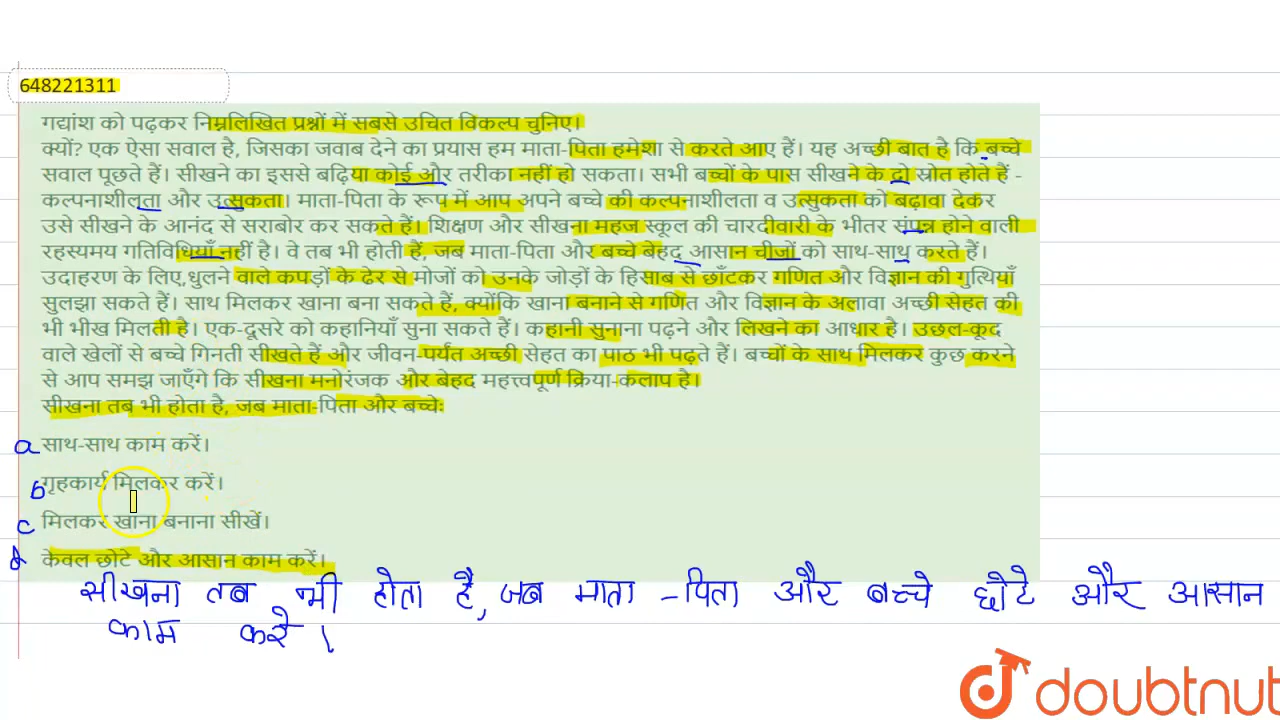 648221311
गद्यांश को पढ़कर निम्नलिखित प्रश्नों में सबसे उचित विकल्प चुनिए।
क्यों? एक ऐसा सवाल है, जिसका जवाब देने का प्रयास हम माता-पिता हमेशा से करते आए हैं। यह अच्छी बात है कि बच्चे
सवाल पूछते हैं। सीखने का इससे बढ़िया कोई और तरीका नहीं हो सकता। सभी बच्चों के पास सीखने के दो स्रोत होते हैं -
कल्पनाशीलता और उत्सुकता। माता-पिता के रूप में आप अपने बच्चे की कल्पनाशीलता व उत्सुकता को बढ़ावा देकर
उसे सीखने के आनंद से सराबोर कर सकते हैं। शिक्षण और सीखना महज स्कूल की चारदीवारी के भीतर संपन्न होने वाली
रहस्यमय गतिविधियाँ नहीं है। वे तब भी होती हैं, जब माता-पिता और बच्चे बेहद आसान चीजों को साथ-साथ करते हैं।
उदाहरण के लिए,धुलने वाले कपड़ों के ढेर से मोजों को उनके जोड़ों के हिसाब से छाँटकर गणित और विज्ञान की गुत्थियाँ
सुलझा सकते हैं। साथ मिलकर खाना बना सकते हैं, क्योंकि खाना बनाने से गणित और विज्ञान के अलावा अच्छी सेहत की
भी भीख मिलती है। एक-दूसरे को कहानियाँ सुना सकते हैं। कहानी सुनाना पढ़ने और लिखने का आधार है। उछल-कूद
वाले खेलों से बच्चे गिनती सीखते हैं और जीवन-पर्यंत अच्छी सेहत का पाठ भी पढ़ते हैं। बच्चों के साथ मिलकर कुछ करने
से आप समझ जाएँगे कि सीखना मनोरंजक और बेहद महत्त्वपूर्ण क्रिया-कलाप है।
सीखना तब भी होता है, जब माता-पिता और बच्चेः
a साथ-साथ काम करें।
b गृहकार्य मिलकर करें।
c मिलकर खाना बनाना सीखें।
d केवल छोटे और आसान काम करें।
सीखना तब भी होता है, जब माता -पिता और बच्चे छोटे और आसान
काम करे।
doubtnut